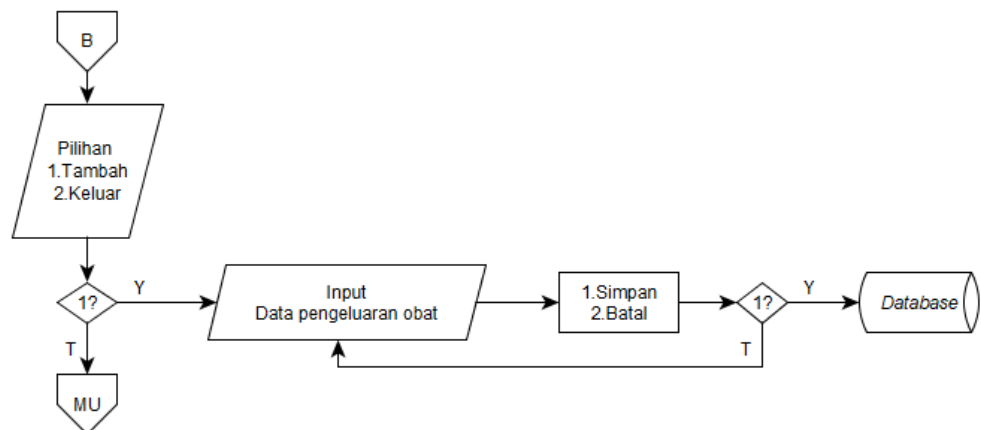 B
Pilihan
1.Tambah
2.Keluar
1?
Y
Input
Data pengeluaran obat
1.Simpan
2.Batal
1?
Y
Database
T
T
MU